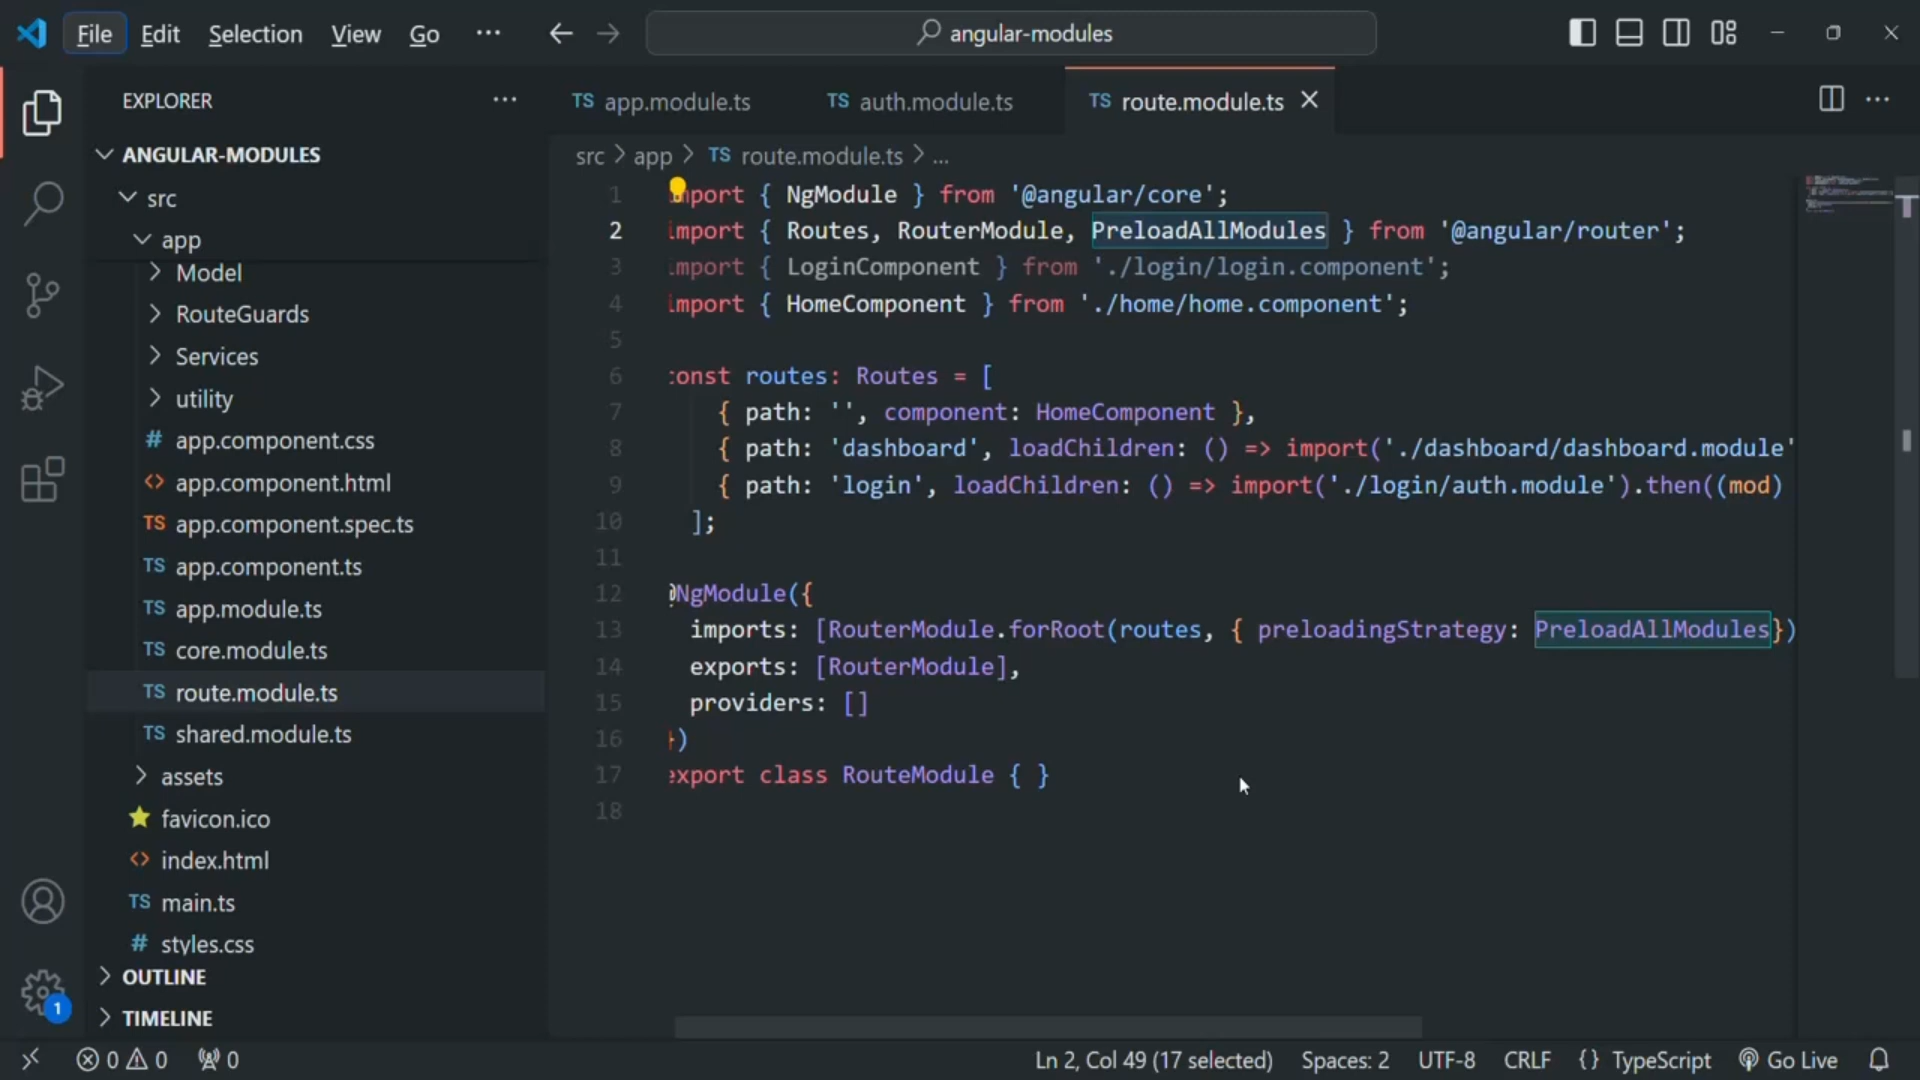 File Edit Selection View Go ··· angular-modules
EXPLORER ···
ANGULAR-MODULES
src
app
Model
RouteGuards
Services
utility
# app.component.css
<> app.component.html
TS app.component.spec.ts
TS app.component.ts
TS app.module.ts
TS core.module.ts
TS route.module.ts
TS shared.module.ts
assets
favicon.ico
<> index.html
TS main.ts
# styles.css
OUTLINE
TIMELINE
1
TS app.module.ts TS auth.module.ts TS route.module.ts
src > app > TS route.module.ts > ...
1 import { NgModule } from '@angular/core';
2 import { Routes, RouterModule, PreloadAllModules } from '@angular/router';
3 import { LoginComponent } from './login/login.component';
4 import { HomeComponent } from './home/home.component';
5
6 const routes: Routes = [
7 { path: '', component: HomeComponent },
8 { path: 'dashboard', loadChildren: () => import('./dashboard/dashboard.module'
9 { path: 'login', loadChildren: () => import('./login/auth.module').then((mod)
10 ];
11
12 @NgModule({
13 imports: [RouterModule.forRoot(routes, { preloadingStrategy: PreloadAllModules})
14 exports: [RouterModule],
15 providers: []
16 })
17 export class RouteModule { }
18
0 0 0 Ln 2, Col 49 (17 selected) Spaces: 2 UTF-8 CRLF {} TypeScript Go Live